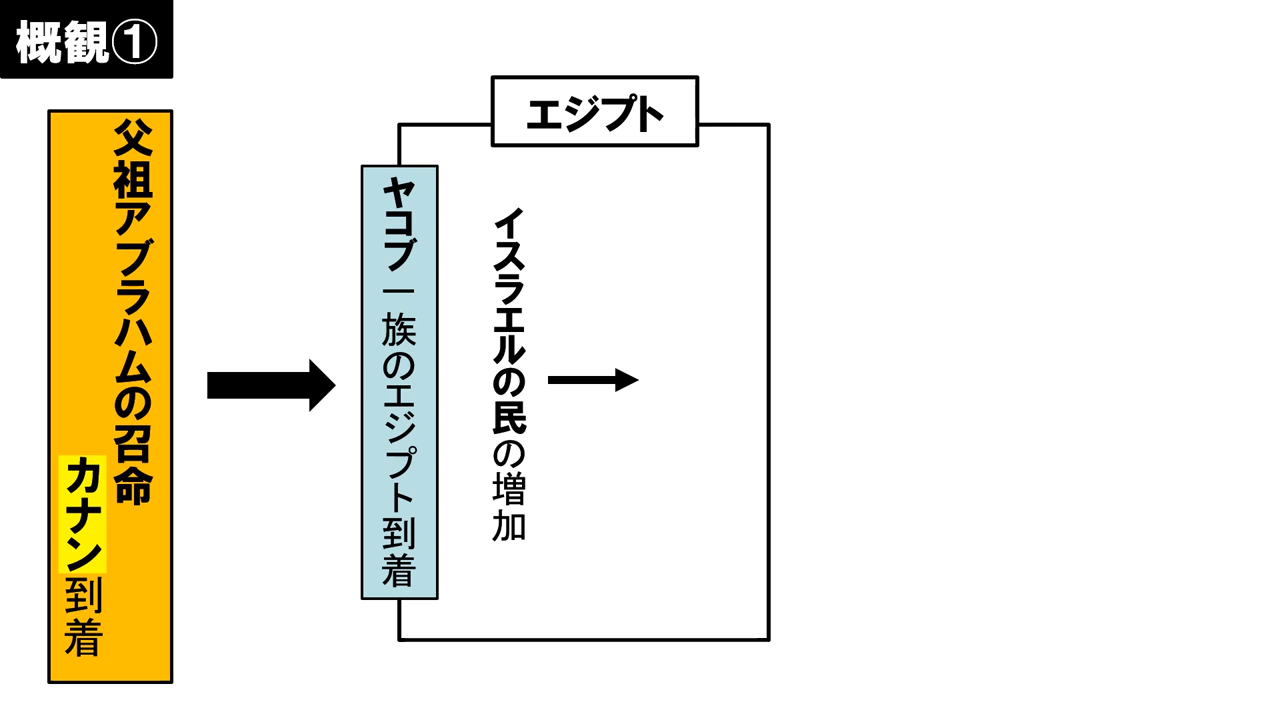 概観①
父祖アブラハムの召命
カナン到着
エジプト
ヤコブ一族のエジプト到着
イスラエルの民の増加